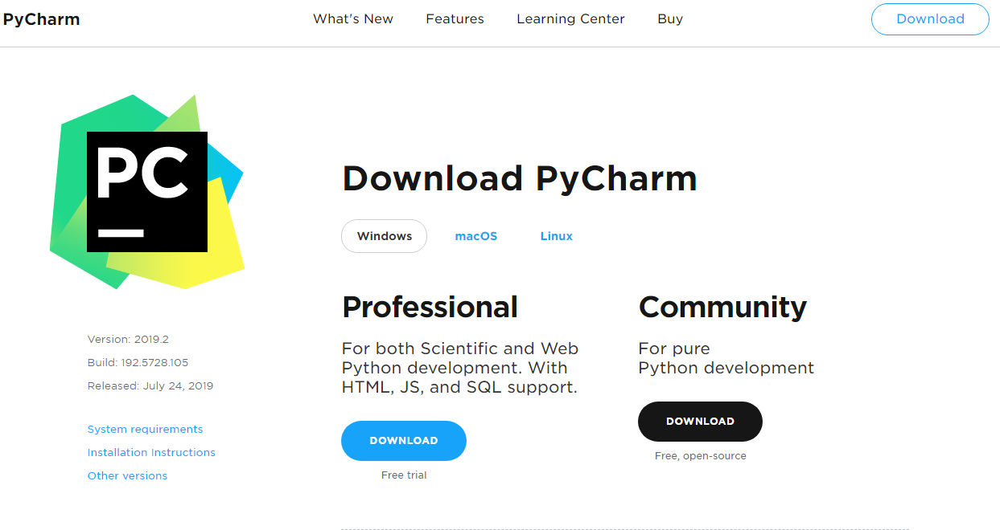 PyCharm
What's New
Features
Learning Center
Buy
Download
PC
Download PyCharm
Windows
macOS
Linux
Version: 2019.2
Build: 192.5728.105
Released: July 24, 2019
System requirements
Installation Instructions
Other versions
Professional
For both Scientific and Web
Python development. With
HTML, JS, and SQL support.
DOWNLOAD
Free trial
Community
For pure
Python development
DOWNLOAD
Free, open-source